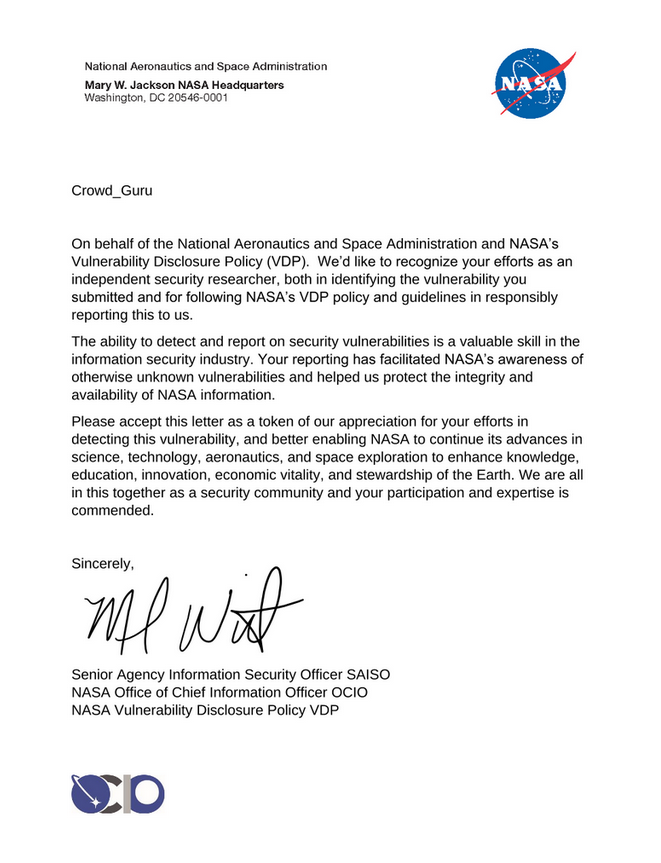 National Aeronautics and Space Administration
Mary W. Jackson NASA Headquarters
Washington, DC 20546-0001
NASA
Crowd_Guru
On behalf of the National Aeronautics and Space Administration and NASA’s
Vulnerability Disclosure Policy (VDP).  We’d like to recognize your efforts as an
independent security researcher, both in identifying the vulnerability you
submitted and for following NASA’s VDP policy and guidelines in responsibly
reporting this to us.
The ability to detect and report on security vulnerabilities is a valuable skill in the
information security industry. Your reporting has facilitated NASA’s awareness of
otherwise unknown vulnerabilities and helped us protect the integrity and
availability of NASA information.
Please accept this letter as a token of our appreciation for your efforts in
detecting this vulnerability, and better enabling NASA to continue its advances in
science, technology, aeronautics, and space exploration to enhance knowledge,
education, innovation, economic vitality, and stewardship of the Earth. We are all
in this together as a security community and your participation and expertise is
commended.
Sincerely,
Senior Agency Information Security Officer SAISO
NASA Office of Chief Information Officer OCIO
NASA Vulnerability Disclosure Policy VDP
OCIO